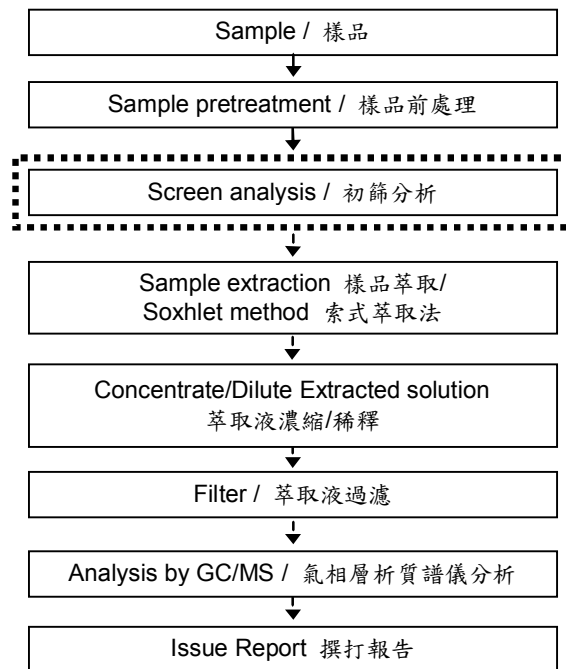 Sample / 樣品
Sample pretreatment / 樣品前處理
Screen analysis / 初篩分析
Sample extraction 樣品萃取/
Soxhlet method 索式萃取法
Concentrate/Dilute Extracted solution
萃取液濃縮/稀釋
Filter / 萃取液過濾
Analysis by GC/MS / 氣相層析質譜儀分析
Issue Report 撰打報告